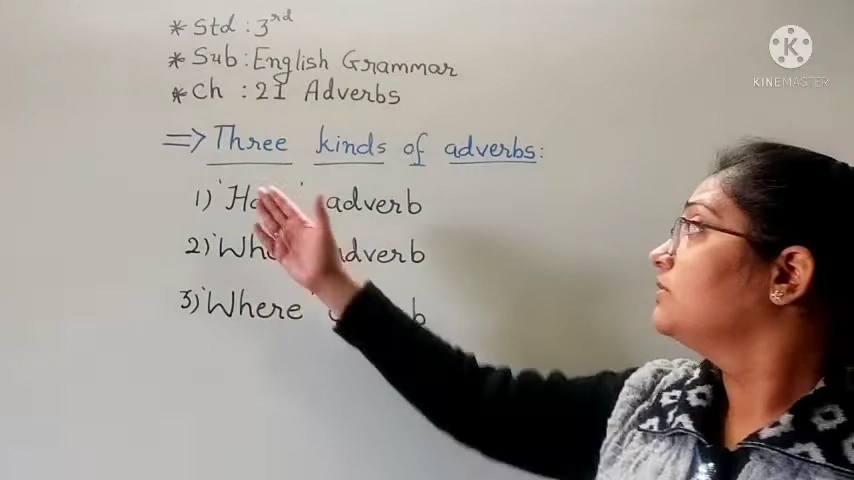 * Std : 3rd
* Sub : English Grammar
* Ch : 21 Adverbs
=> Three kinds of adverbs:
1) ' ' adverb
2) ' adverb
3) 'Where '
K
KINEMASTER